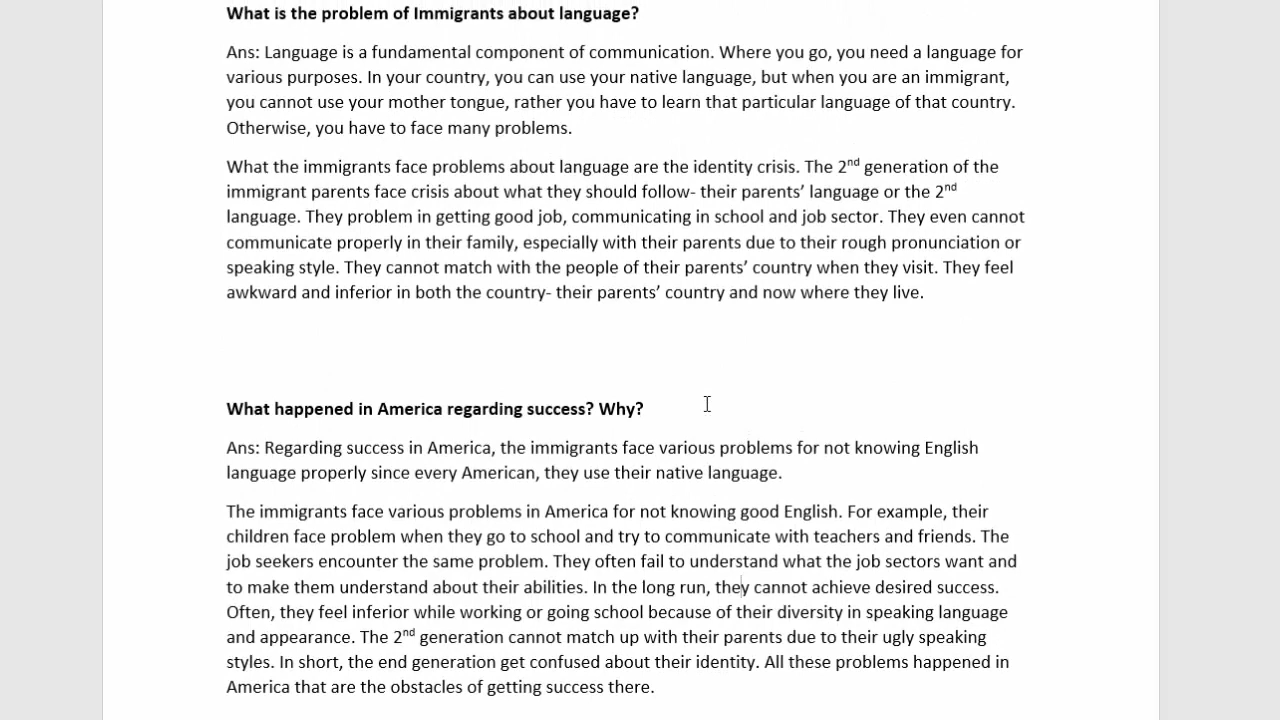 What is the problem of Immigrants about language?
Ans: Language is a fundamental component of communication. Where you go, you need a language for
various purposes. In your country, you can use your native language, but when you are an immigrant,
you cannot use your mother tongue, rather you have to learn that particular language of that country.
Otherwise, you have to face many problems.
What the immigrants face problems about language are the identity crisis. The 2nd generation of the
immigrant parents face crisis about what they should follow- their parents’ language or the 2nd
language. They problem in getting good job, communicating in school and job sector. They even cannot
communicate properly in their family, especially with their parents due to their rough pronunciation or
speaking style. They cannot match with the people of their parents’ country when they visit. They feel
awkward and inferior in both the country- their parents’ country and now where they live.
What happened in America regarding success? Why?
Ans: Regarding success in America, the immigrants face various problems for not knowing English
language properly since every American, they use their native language.
The immigrants face various problems in America for not knowing good English. For example, their
children face problem when they go to school and try to communicate with teachers and friends. The
job seekers encounter the same problem. They often fail to understand what the job sectors want and
to make them understand about their abilities. In the long run, they cannot achieve desired success.
Often, they feel inferior while working or going school because of their diversity in speaking language
and appearance. The 2nd generation cannot match up with their parents due to their ugly speaking
styles. In short, the end generation get confused about their identity. All these problems happened in
America that are the obstacles of getting success there.